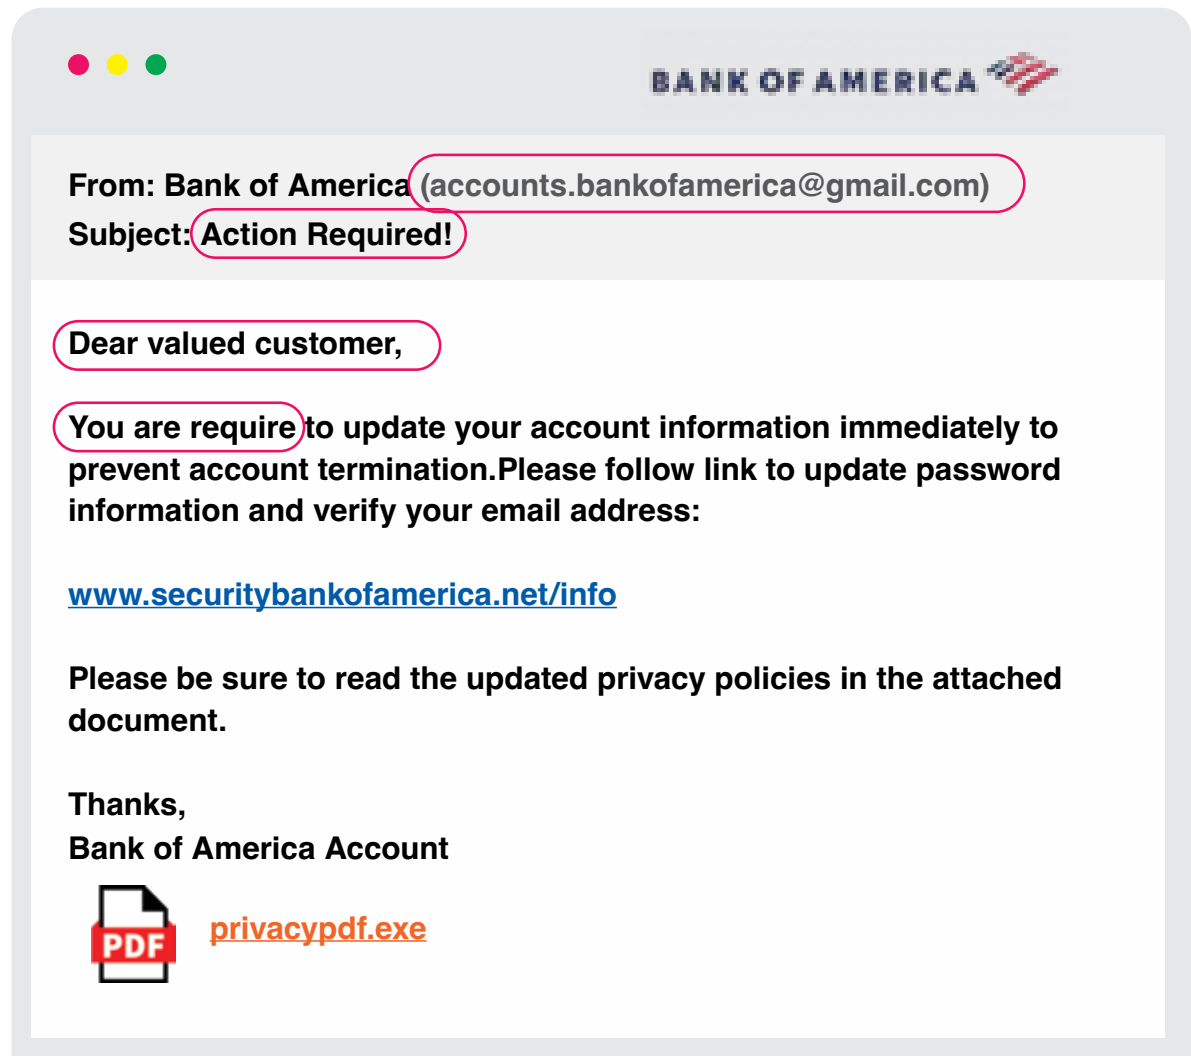 BANK OF AMERICA
From: Bank of America (accounts.bankofamerica@gmail.com)
Subject: Action Required!
Dear valued customer,
You are require to update your account information immediately to
prevent account termination.Please follow link to update password
information and verify your email address:
www.securitybankofamerica.net/info
Please be sure to read the updated privacy policies in the attached
document.
Thanks,
Bank of America Account
PDF
privacypdf.exe